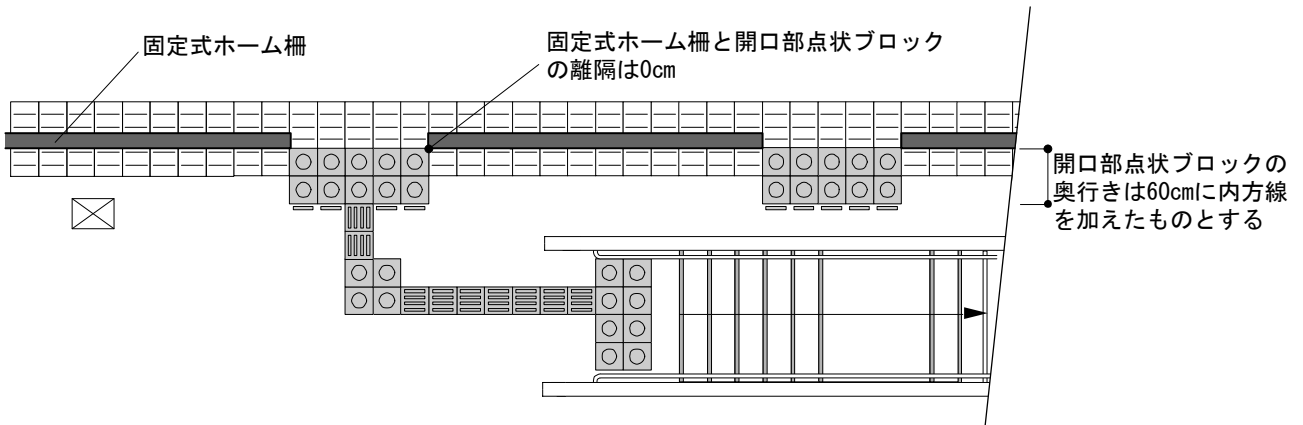 固定式ホーム柵
固定式ホーム柵と開口部点状ブロック
の離隔は0cm
開口部点状ブロックの
奥行きは60cmに内方線
を加えたものとする